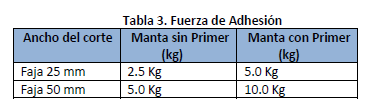 Tabla 3. Fuerza de Adhesión
Ancho del corte Manta sin Primer (kg) Manta con Primer (kg)
Faja 25 mm 2.5 Kg 5.0 Kg
Faja 50 mm 5.0 Kg 10.0 Kg